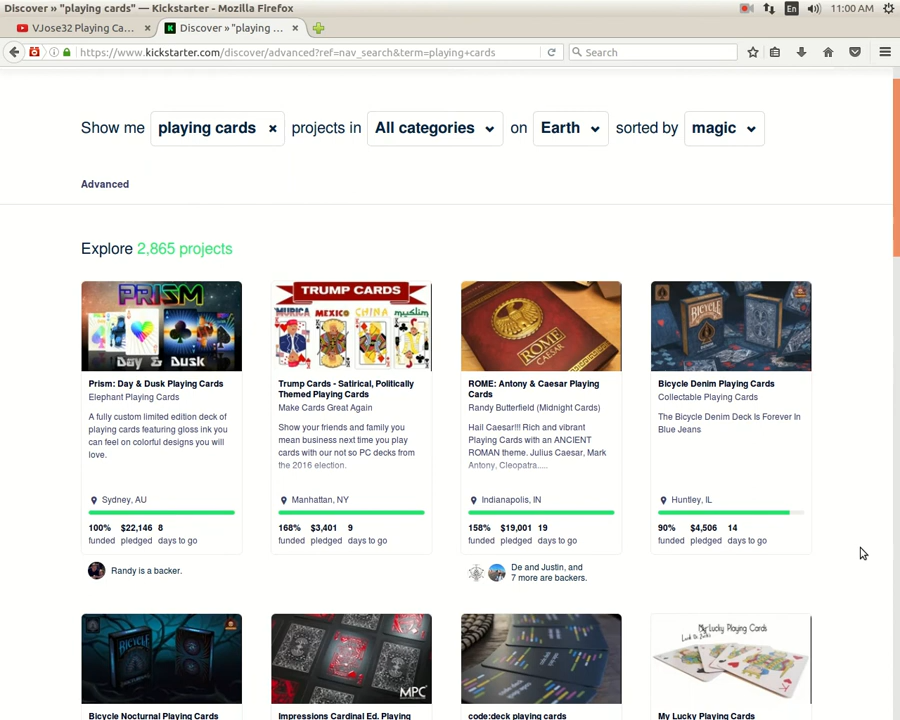 Discover » "playing cards" — Kickstarter - Mozilla Firefox
En
11:00 AM
VJose32 Playing Ca...
Discover » "playing ...
https://www.kickstarter.com/discover/advanced?ref=nav_search&term=playing+cards
Search
Show me playing cards × projects in All categories on Earth sorted by magic
Advanced
Explore 2,865 projects
PRISM
Day & Dusk
Prism: Day & Dusk Playing Cards
Elephant Playing Cards
A fully custom limited edition deck of
playing cards featuring gloss ink you
can feel on colorful designs you will
love.
Sydney, AU
100% $22,146 8
funded pledged days to go
Randy is a backer.
TRUMP CARDS
'MURICA MEXICO CHINA muslim
Trump Cards - Satirical, Politically
Themed Playing Cards
Make Cards Great Again
Show your friends and family you
mean business next time you play
cards with our not so PC decks from
the 2016 election.
Manhattan, NY
168% $3,401 9
funded pledged days to go
ROME
CAESAR
ROME: Antony & Caesar Playing
Cards
Randy Butterfield (Midnight Cards)
Hail Caesar!!! Rich and vibrant
Playing Cards with an ANCIENT
ROMAN theme. Julius Caesar, Mark
Antony, Cleopatra.....
Indianapolis, IN
158% $19,001 19
funded pledged days to go
De and Justin, and
7 more are backers.
BICYCLE
Bicycle Denim Playing Cards
Collectable Playing Cards
The Bicycle Denim Deck Is Forever In
Blue Jeans
Huntley, IL
90% $4,506 14
funded pledged days to go
BICYCLE
Bicycle Nocturnal Playing Cards
MPC
Impressions Cardinal Ed. Playing
code:deck playing cards
My Lucky Playing Cards
My Lucky Playing Cards